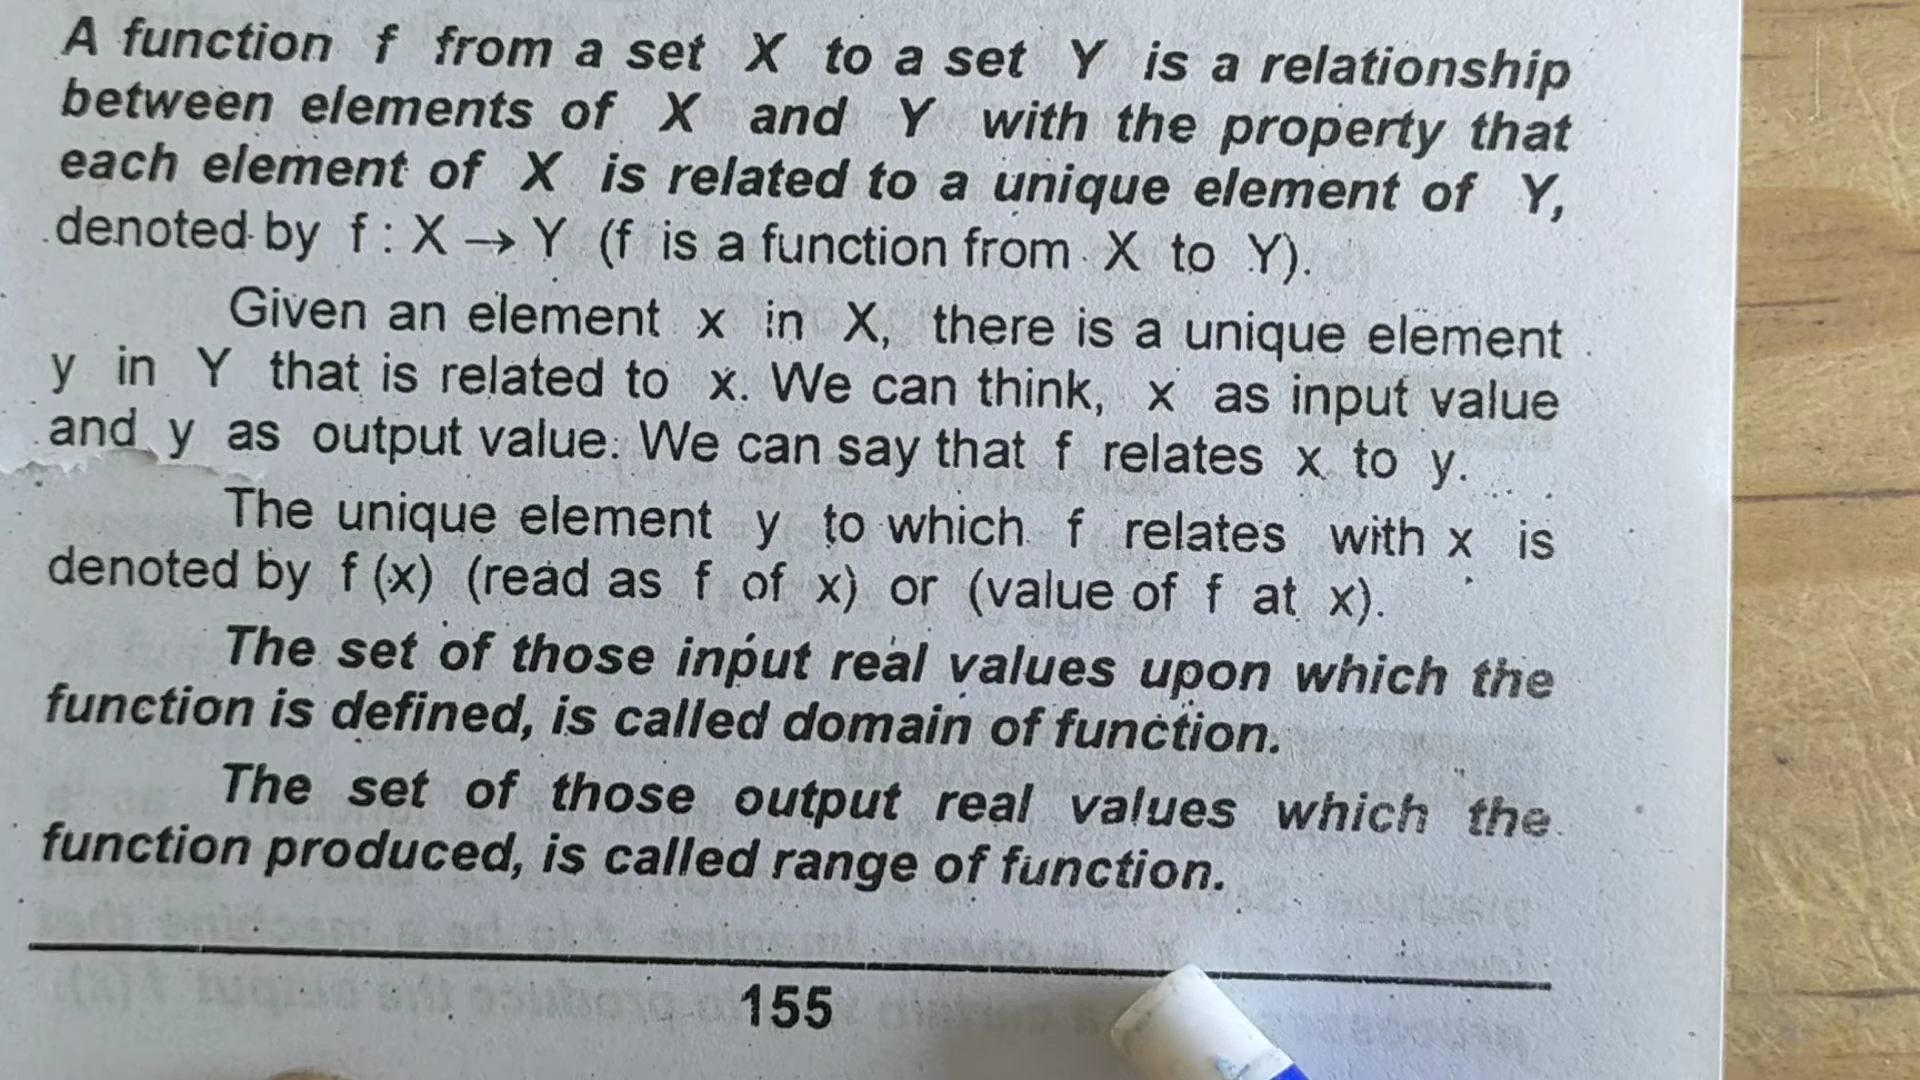 A function f from a set X to a set Y is a relationship
between elements of X and Y with the property that
each element of X is related to a unique element of Y,
denoted by f : X → Y (f is a function from X to Y).
Given an element x in X, there is a unique element
y in Y that is related to x. We can think, x as input value
and y as output value. We can say that f relates x to y.
The unique element y to which f relates with x is
denoted by f (x) (read as f of x) or (value of f at x).
The set of those input real values upon which the
function is defined, is called domain of function.
The set of those output real values which the
function produced, is called range of function.
155